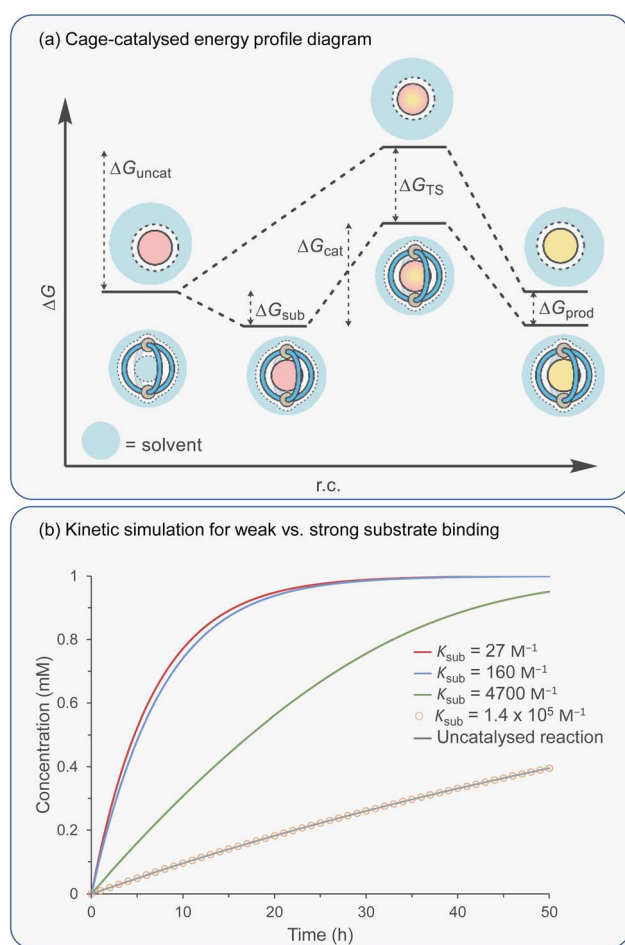 (a) Cage-catalysed energy profile diagram
ΔG
ΔGuncat
ΔGTS
ΔGcat
ΔGsub
ΔGprod
= solvent
r.c.
(b) Kinetic simulation for weak vs. strong substrate binding
Concentration (mM)
1
0.8
0.6
0.4
0.2
0
Ksub = 27 M⁻¹
Ksub = 160 M⁻¹
Ksub = 4700 M⁻¹
Ksub = 1.4 x 10⁵ M⁻¹
Uncatalysed reaction
0 10 20 30 40 50
Time (h)